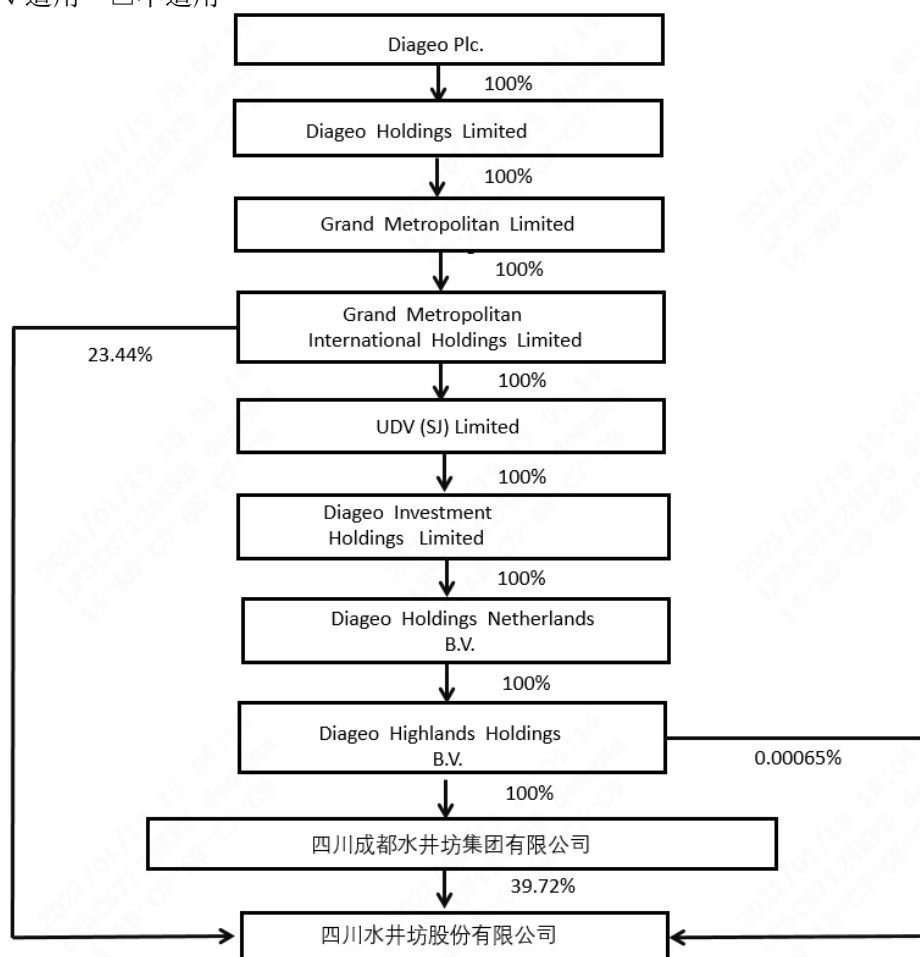 Diageo Plc.
100%
Diageo Holdings Limited
100%
Grand Metropolitan Limited
100%
Grand Metropolitan
International Holdings Limited
23.44%
100%
UDV (SJ) Limited
100%
Diageo Investment
Holdings Limited
100%
Diageo Holdings Netherlands
B.V.
100%
Diageo Highlands Holdings
B.V.
0.00065%
100%
四川成都水井坊集团有限公司
39.72%
四川水井坊股份有限公司